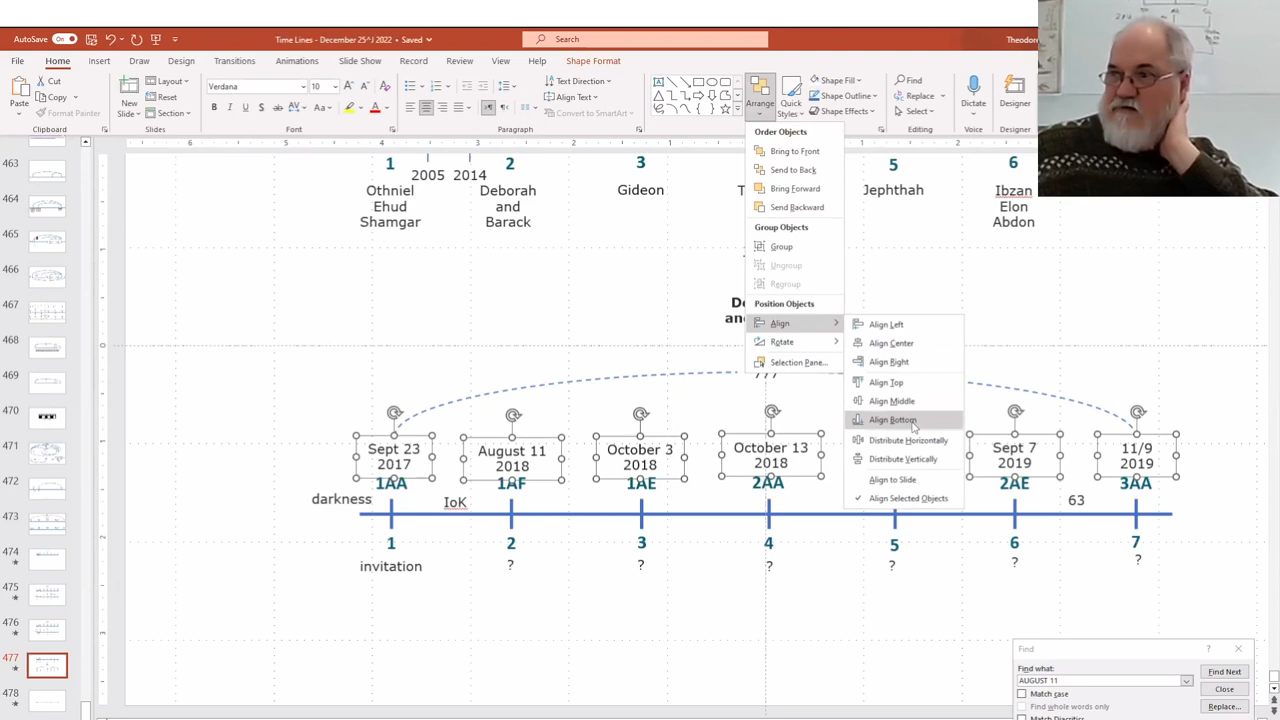 AutoSave On
Time Lines - December 25^J 2022 - Saved
Search
Theodor
File Home Insert Draw Design Transitions Animations Slide Show Record Review View Help Shape Format
Paste
Cut
Copy
Format Painter
Clipboard
New
Slide
Layout
Reset
Section
Slides
Verdana 10
Font
Text Direction
Align Text
Convert to SmartArt
Paragraph
Arrange
Quick
Styles
Shape Fill
Shape Outline
Shape Effects
Find
Replace
Select
Editing
Dictate
Voice
Designer
Designer
Order Objects
Bring to Front
Send to Back
Bring Forward
Send Backward
Group Objects
Group
Ungroup
Regroup
Position Objects
Align
Rotate
Selection Pane...
Align Left
Align Center
Align Right
Align Top
Align Middle
Align Bottom
Distribute Horizontally
Distribute Vertically
Align to Slide
Align Selected Objects
463
464
465
466
467
468
469
470
471
472
473
474
475
476
477
478
5 4 3 2 1 2
1 2 3 5 6
2005 2014
Othniel
Ehud
Shamgar
Deborah
and
Barack
Gideon
Jephthah
Ibzan
Elon
Abdon
???
Sept 23
2017
August 11
2018
October 3
2018
October 13
2018
Sept 7
2019
11/9
2019
1AA 1AF 1AE 2AA 2AE 3AA
darkness IoK 63
1 2 3 4 5 6 7
invitation ? ? ? ? ? ?
Find
Find what:
AUGUST 11
Match case
Find whole words only
Find Next
Close
Replace...